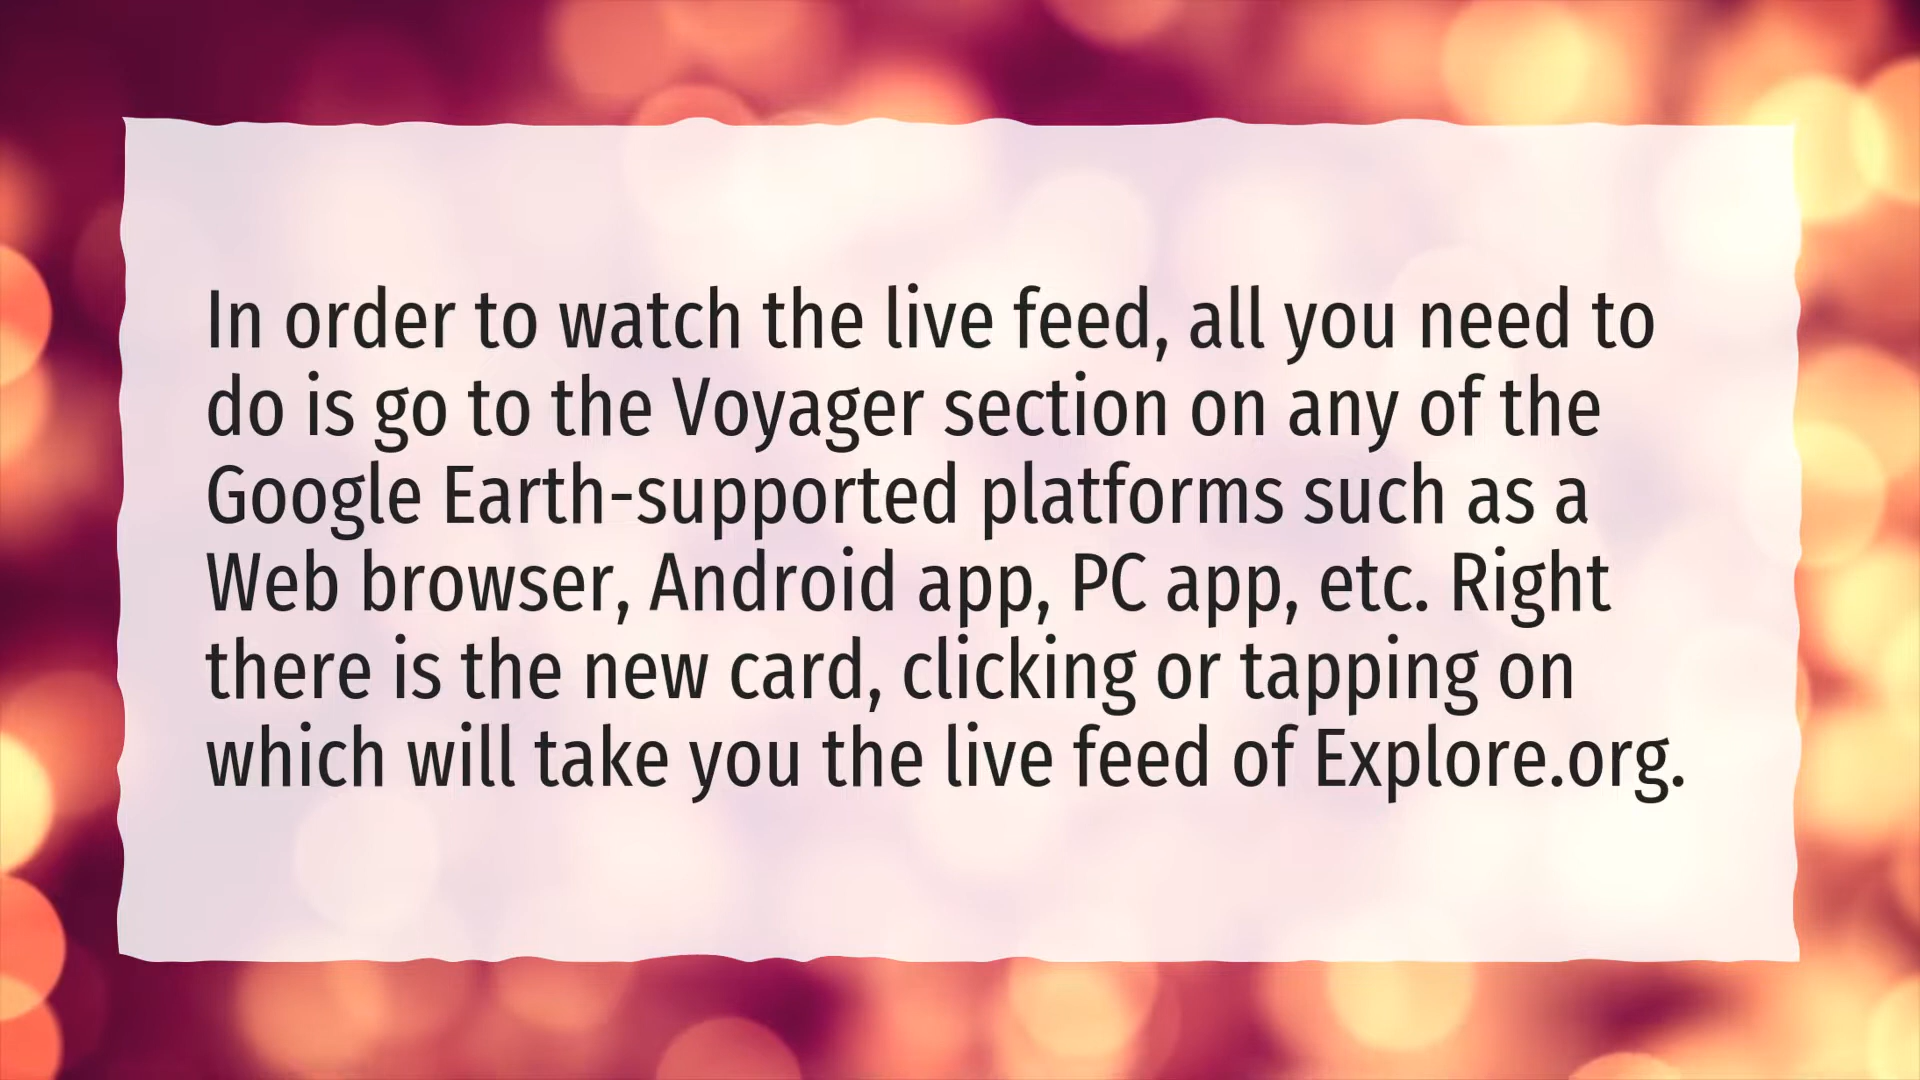 In order to watch the live feed, all you need to
do is go to the Voyager section on any of the
Google Earth-supported platforms such as a
Web browser, Android app, PC app, etc. Right
there is the new card, clicking or tapping on
which will take you the live feed of Explore.org.